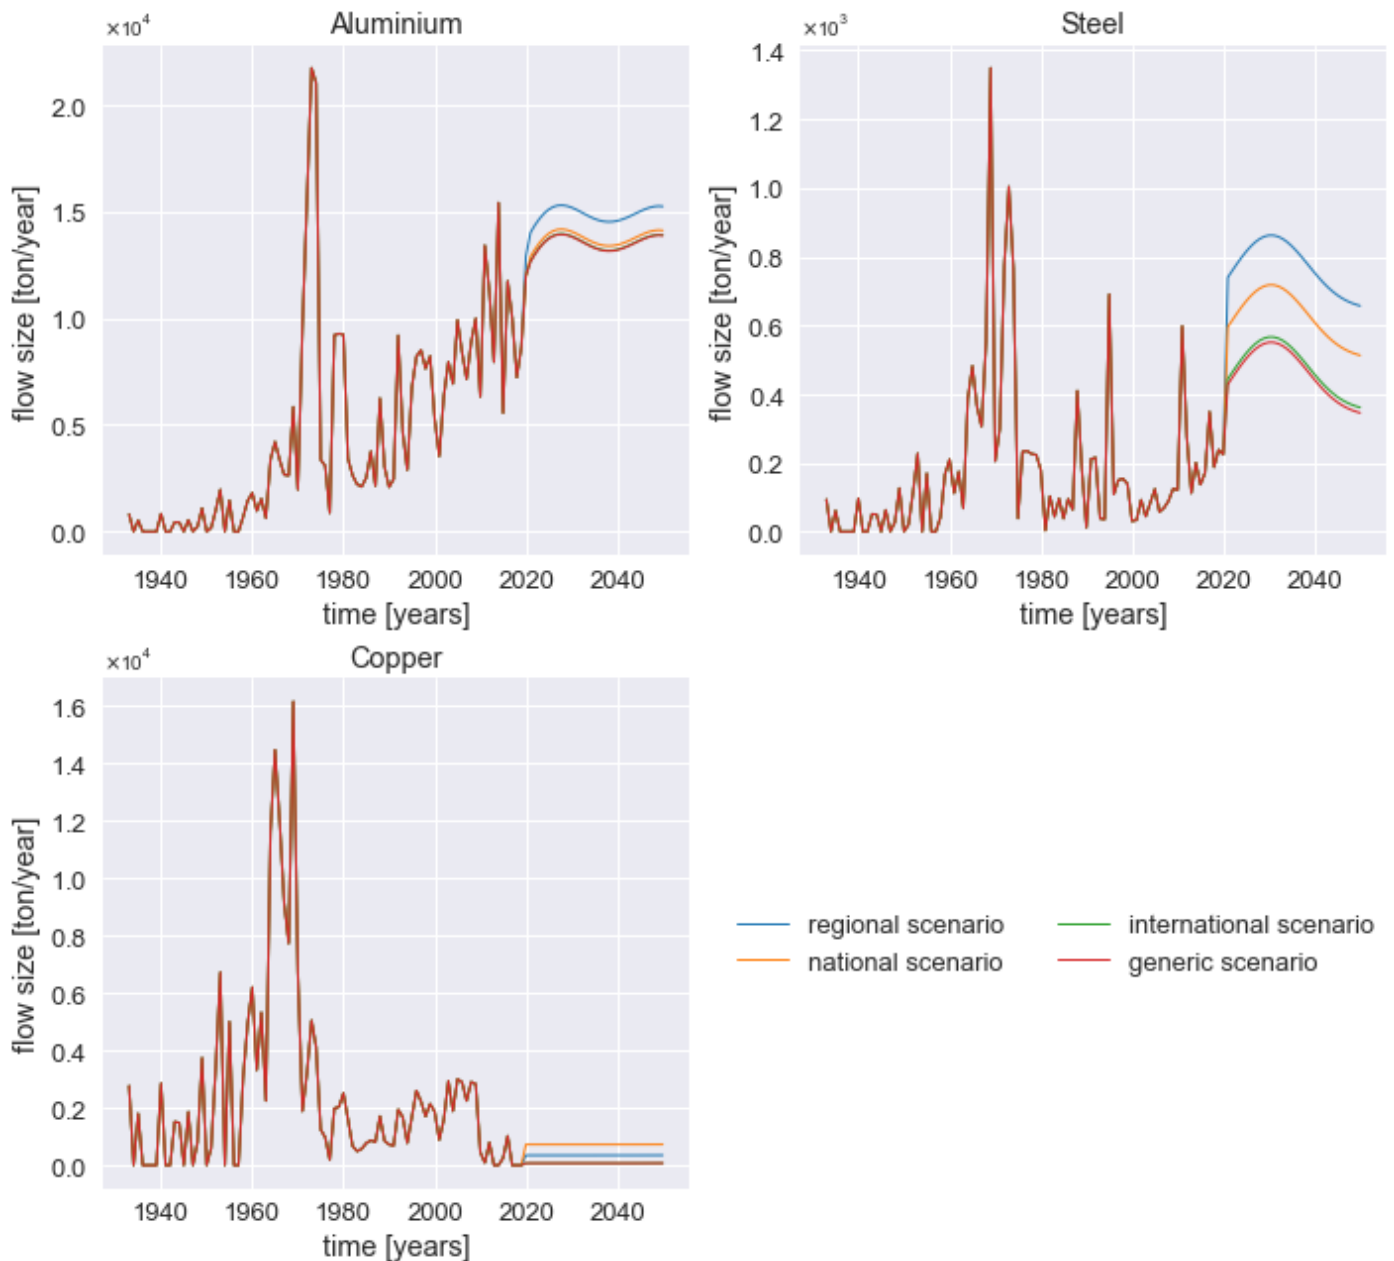 ×10⁴
Aluminium
flow size [ton/year]
2.0
1.5
1.0
0.5
0.0
1940 1960 1980 2000 2020 2040
time [years]
×10³
Steel
flow size [ton/year]
1.4
1.2
1.0
0.8
0.6
0.4
0.2
0.0
1940 1960 1980 2000 2020 2040
time [years]
×10⁴
Copper
flow size [ton/year]
1.6
1.4
1.2
1.0
0.8
0.6
0.4
0.2
0.0
1940 1960 1980 2000 2020 2040
time [years]
regional scenario
national scenario
international scenario
generic scenario